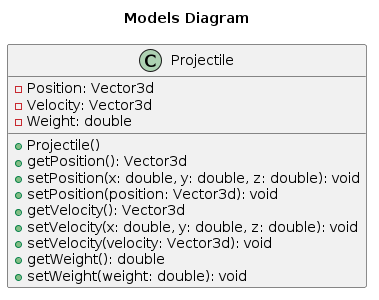 Models Diagram
C Projectile
Position: Vector3d
Velocity: Vector3d
Weight: double
Projectile()
getPosition(): Vector3d
setPosition(x: double, y: double, z: double): void
setPosition(position: Vector3d): void
getVelocity(): Vector3d
setVelocity(x: double, y: double, z: double): void
setVelocity(velocity: Vector3d): void
getWeight(): double
setWeight(weight: double): void